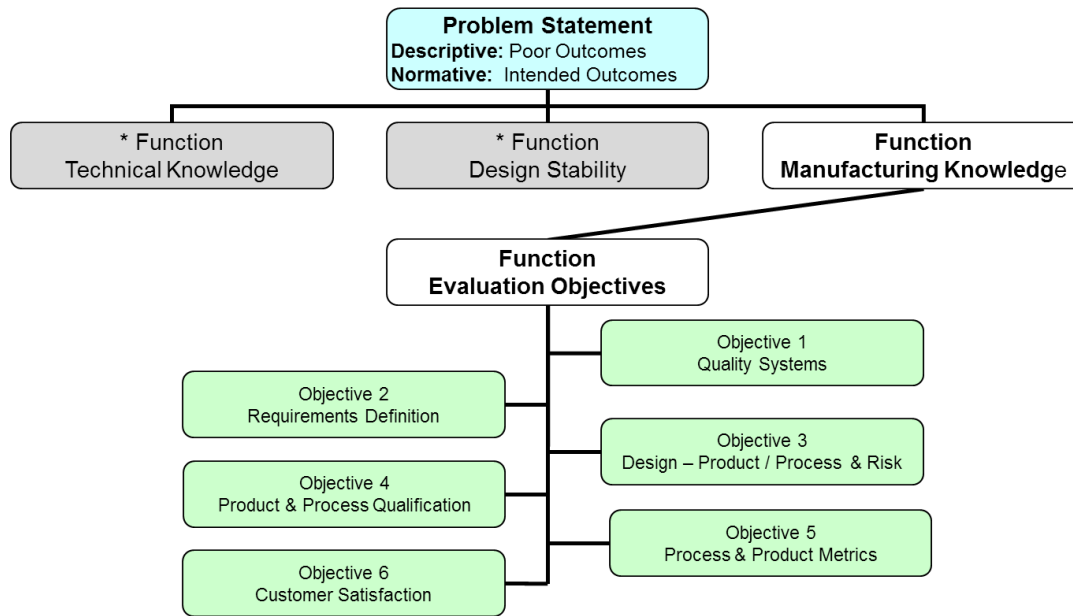 Problem Statement
Descriptive: Poor Outcomes
Normative: Intended Outcomes
* Function
Technical Knowledge
* Function
Design Stability
Function
Manufacturing Knowledge
Function
Evaluation Objectives
Objective 1
Quality Systems
Objective 2
Requirements Definition
Objective 3
Design – Product / Process & Risk
Objective 4
Product & Process Qualification
Objective 5
Process & Product Metrics
Objective 6
Customer Satisfaction